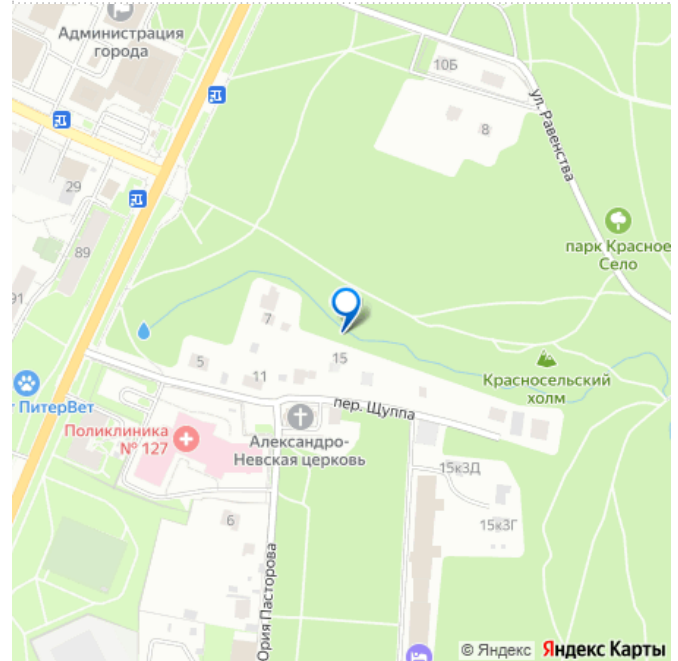 Администрация
города
10Б
8
ул. Равенства
29
89
91
парк Красное
Село
7
5
15
11
Красносельский
холм
ПитерВет
пер. Щуппа
Поликлиника
№ 127
Александро-
Невская церковь
15к3Д
15к3Г
6
Юрия Пасторова
© Яндекс Яндекс Карты